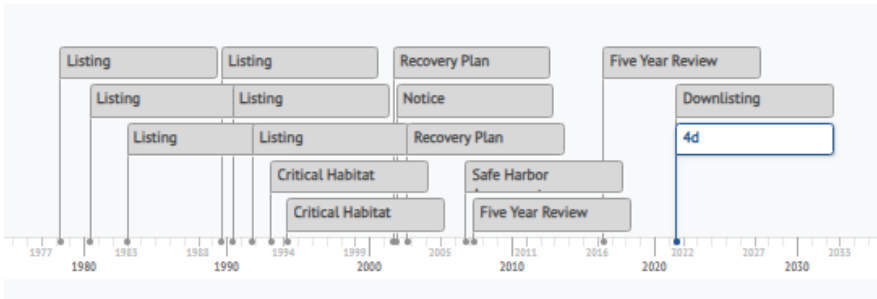 Listing
Listing
Recovery Plan
Five Year Review
Listing
Listing
Notice
Downlisting
Listing
Listing
Recovery Plan
4d
Critical Habitat
Safe Harbor
Critical Habitat
Five Year Review
1977 1983 1988 1994 1999 2005 2011 2016 2022 2027 2033
1980 1990 2000 2010 2020 2030